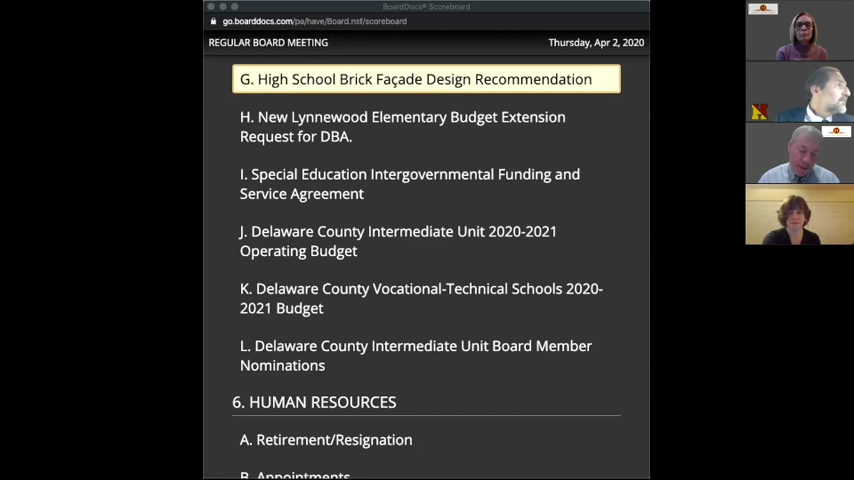 BoardDocs® Scoreboard
go.boarddocs.com/pa/have/Board.nsf/scoreboard
REGULAR BOARD MEETING
Thursday, Apr 2, 2020
G. High School Brick Façade Design Recommendation
H. New Lynnewood Elementary Budget Extension
Request for DBA.
I. Special Education Intergovernmental Funding and
Service Agreement
J. Delaware County Intermediate Unit 2020-2021
Operating Budget
K. Delaware County Vocational-Technical Schools 2020-
2021 Budget
L. Delaware County Intermediate Unit Board Member
Nominations
6. HUMAN RESOURCES
A. Retirement/Resignation
B. Appointments
H